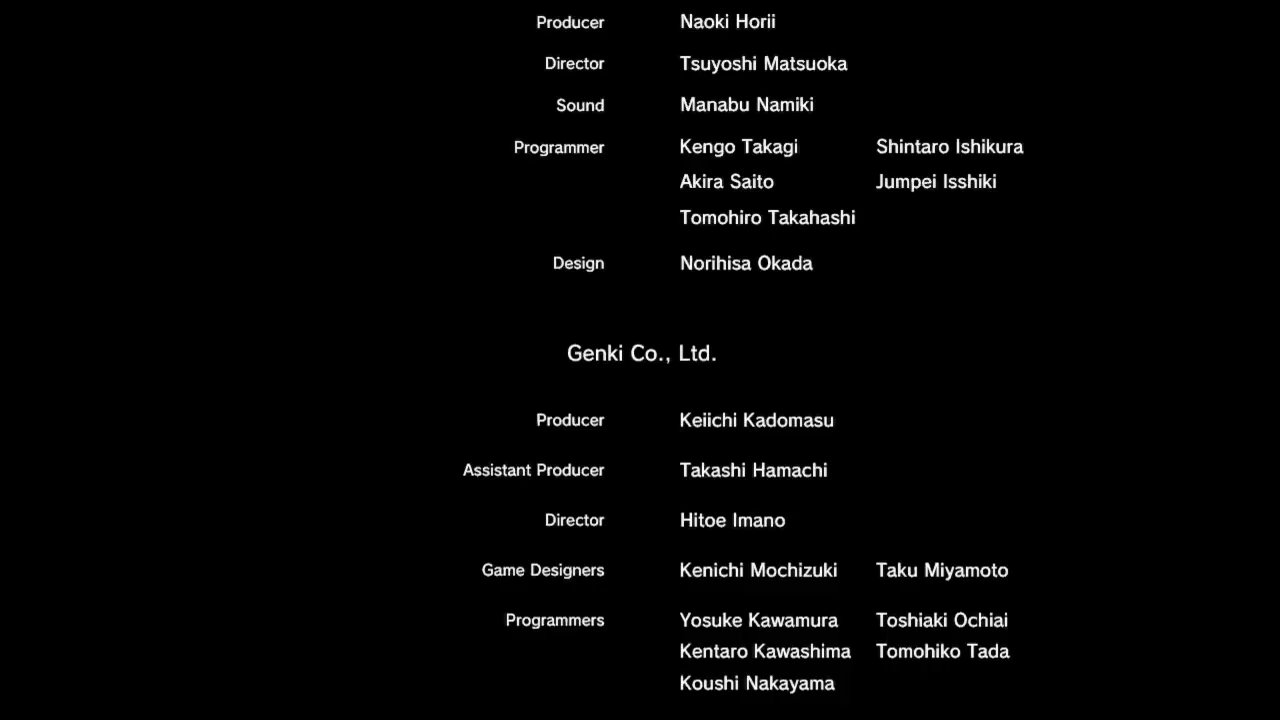 Producer Naoki Horii
Director Tsuyoshi Matsuoka
Sound Manabu Namiki
Programmer Kengo Takagi Shintaro Ishikura
Akira Saito Jumpei Isshiki
Tomohiro Takahashi
Design Norihisa Okada
Genki Co., Ltd.
Producer Keiichi Kadomasu
Assistant Producer Takashi Hamachi
Director Hitoe Imano
Game Designers Kenichi Mochizuki Taku Miyamoto
Programmers Yosuke Kawamura Toshiaki Ochiai
Kentaro Kawashima Tomohiko Tada
Koushi Nakayama